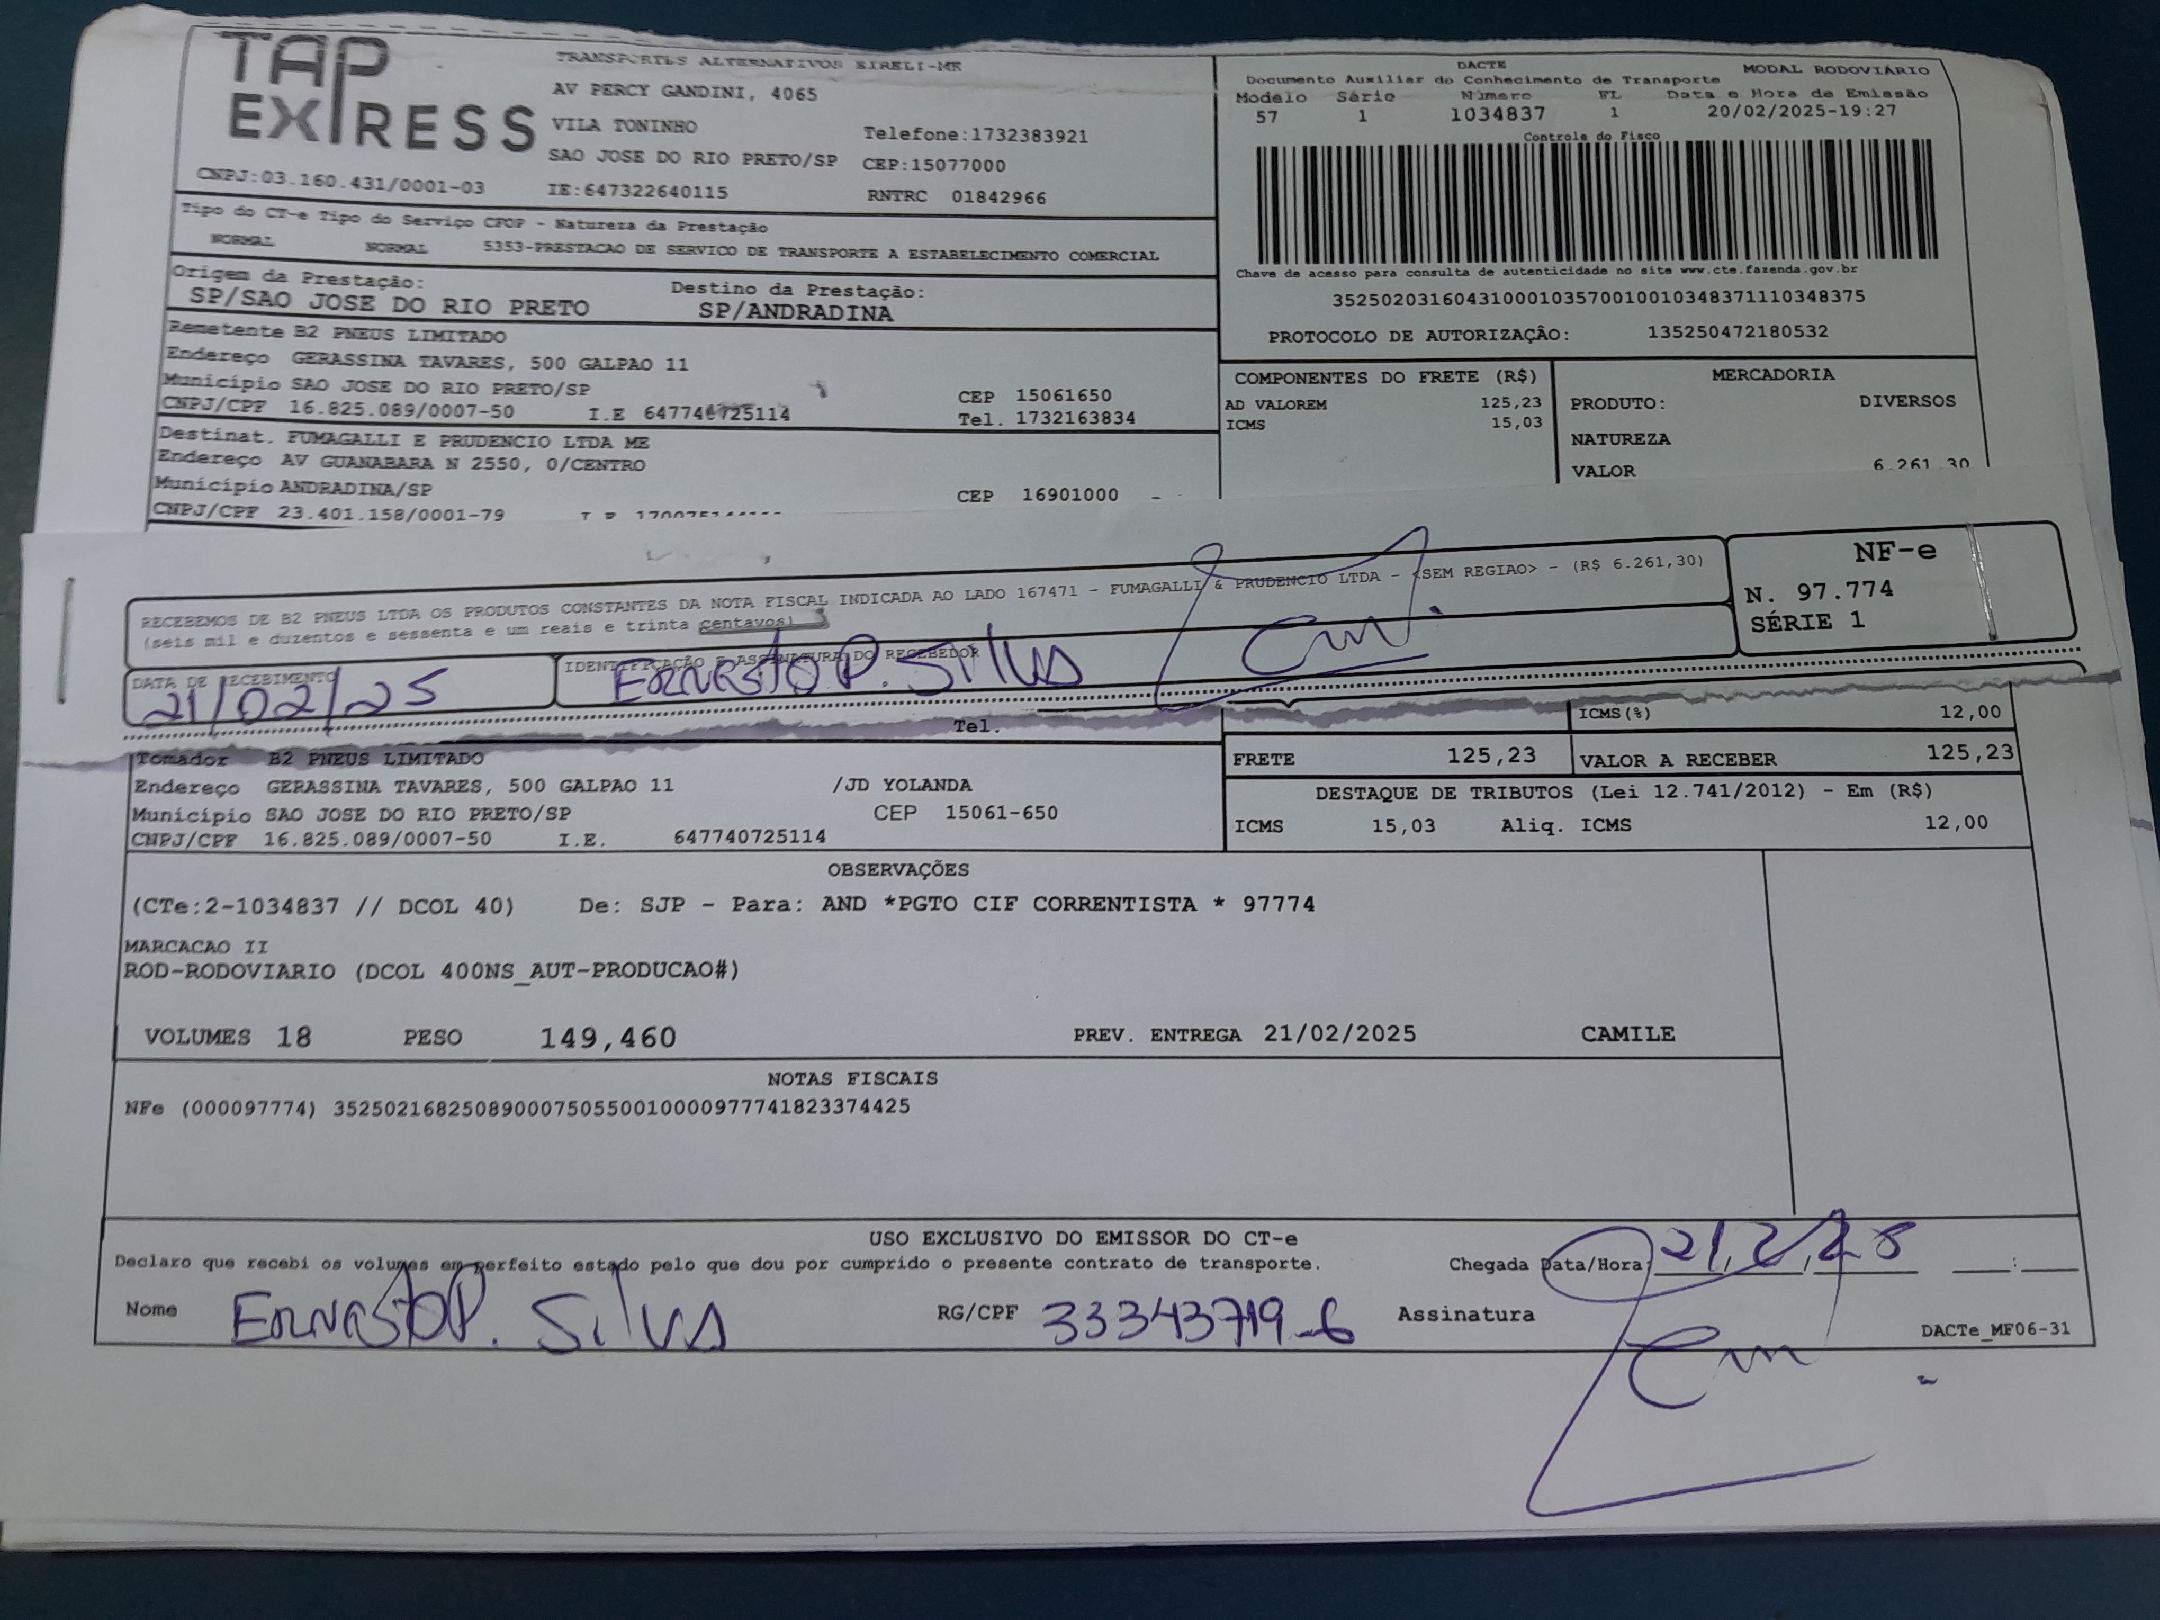 TAP EXPRESS
TRANSPORTES ALTERNATIVOS EIRELI-ME
AV PERCY GANDINI, 4065
VILA TONINHO Telefone:1732383921
SAO JOSE DO RIO PRETO/SP CEP:15077000
CNPJ:03.160.431/0001-03 IE:647322640115 RNTRC 01842966
DACTE MODAL RODOVIÁRIO
Documento Auxiliar do Conhecimento de Transporte
Modelo Série Número FL Data e Hora de Emissão
57 1 1034837 1 20/02/2025-19:27
Controle do Fisco
Chave de acesso para consulta de autenticidade no site www.cte.fazenda.gov.br
35250203160431000103570010010348371110348375
PROTOCOLO DE AUTORIZAÇÃO: 135250472180532
Tipo do CT-e Tipo do Serviço CFOP - Natureza da Prestação
NORMAL NORMAL 5353-PRESTACAO DE SERVICO DE TRANSPORTE A ESTABELECIMENTO COMERCIAL
Origem da Prestação: Destino da Prestação:
SP/SAO JOSE DO RIO PRETO SP/ANDRADINA
Remetente B2 PNEUS LIMITADO
Endereço GERASSINA TAVARES, 500 GALPAO 11
Município SAO JOSE DO RIO PRETO/SP CEP 15061650
CNPJ/CPF 16.825.089/0007-50 I.E 647740725114 Tel. 1732163834
Destinat. FUMAGALLI E PRUDENCIO LTDA ME
Endereço AV GUANABARA N 2550, 0/CENTRO
Município ANDRADINA/SP CEP 16901000
CNPJ/CPF 23.401.158/0001-79
COMPONENTES DO FRETE (R$) MERCADORIA
AD VALOREM 125,23 PRODUTO: DIVERSOS
ICMS 15,03
NATUREZA
VALOR 6.261,30
RECEBEMOS DE B2 PNEUS LTDA OS PRODUTOS CONSTANTES DA NOTA FISCAL INDICADA AO LADO 167471 - FUMAGALLI & PRUDENCIO LTDA - <SEM REGIAO> - (R$ 6.261,30)
(seis mil e duzentos e sessenta e um reais e trinta centavos)
NF-e
N. 97.774
SÉRIE 1
DATA DE RECEBIMENTO IDENTIFICAÇÃO E ASSINATURA DO RECEBEDOR
21/02/25 ERNESTO P. SilVA
Tel. ICMS(%) 12,00
Tomador B2 PNEUS LIMITADO
Endereço GERASSINA TAVARES, 500 GALPAO 11 /JD YOLANDA
Município SAO JOSE DO RIO PRETO/SP CEP 15061-650
CNPJ/CPF 16.825.089/0007-50 I.E. 647740725114
FRETE 125,23 VALOR A RECEBER 125,23
DESTAQUE DE TRIBUTOS (Lei 12.741/2012) - Em (R$)
ICMS 15,03 Aliq. ICMS 12,00
OBSERVAÇÕES
(CTe:2-1034837 // DCOL 40) De: SJP - Para: AND *PGTO CIF CORRENTISTA * 97774
MARCACAO II
ROD-RODOVIARIO (DCOL 400NS_AUT-PRODUCAO#)
VOLUMES 18 PESO 149,460 PREV. ENTREGA 21/02/2025 CAMILE
NOTAS FISCAIS
NFe (000097774) 35250216825089000750550010000977741823374425
USO EXCLUSIVO DO EMISSOR DO CT-e
Declaro que recebi os volumes em perfeito estado pelo que dou por cumprido o presente contrato de transporte. Chegada Data/Hora: 21,2,25 __:__
Nome ERNESTO P. SilVA RG/CPF 33343719-6 Assinatura
DACTe_MF06-31